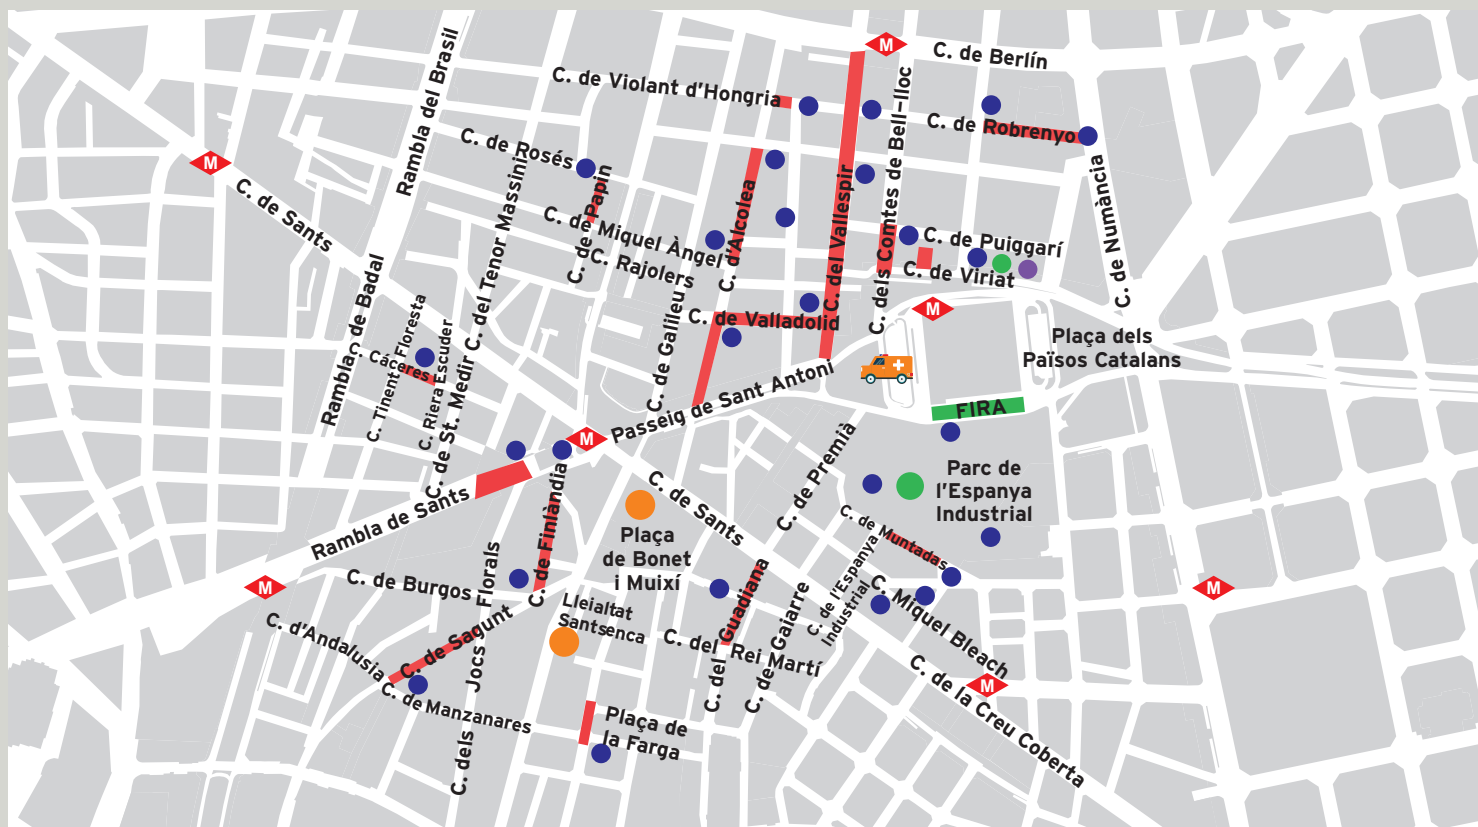 M
C. de Berlín
C. de Violant d'Hongria
Rambla del Brasil
C. dels Comtes de Bell-lloc
C. de Robrenyo
C. de Rosés
M
C. de Sants
C. de Papin
C. del Tenor Massini
C. de Numància
C. d'Alcolea
C. del Vallespir
C. de Miquel Àngel
C. Rajolers
C. de Puiggarí
C. de Viriat
M
C. de Galileu
C. de Valladolid
Plaça dels
Països Catalans
Rambla de Badal
C. Cáceres
C. Tinent Floresta
C. Riera Escuder
C. de St. Medir
Passeig de Sant Antoni
FIRA
M
C. de Premià
Parc de
l'Espanya
Industrial
Rambla de Sants
C. de Finlàndia
C. de Sants
C. de Muntadas
Plaça
de Bonet
i Muixí
M
C. de Burgos
C. dels Jocs Florals
Lleialtat
Santsenca
C. del Guadiana
C. de Gaiarre
C. de l'Espanya
Industrial
C. Miquel Bleach
M
C. d'Andalusia
C. de Sagunt
C. del Rei Martí
C. de la Creu Coberta
M
C. de Manzanares
Plaça de
la Farga